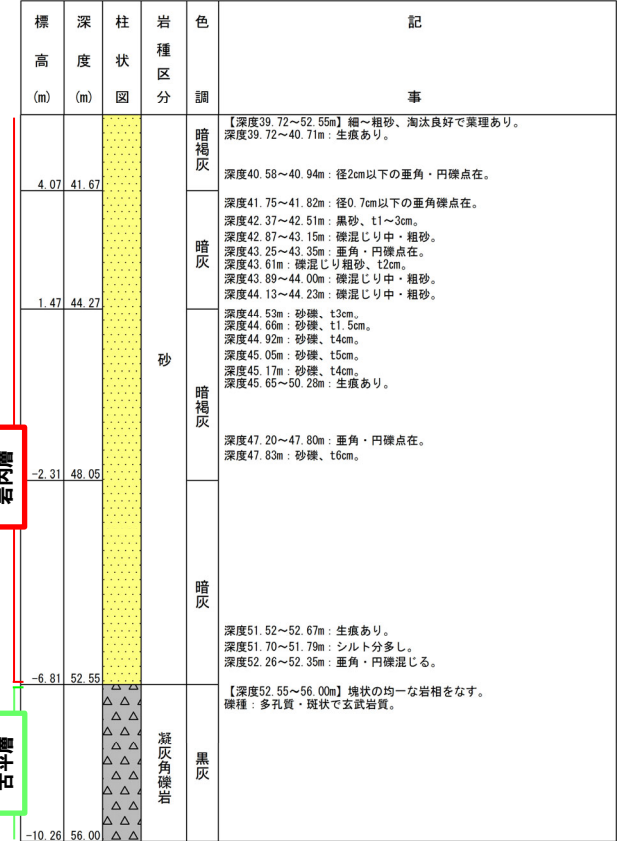 標高(m)
深度(m)
柱状図
岩種区分
色調
記事
【深度39.72～52.55m】細～粗砂、淘汰良好で葉理あり。
深度39.72～40.71m：生痕あり。
暗褐灰
深度40.58～40.94m：径2cm以下の亜角・円礫点在。
4.07 41.67
深度41.75～41.82m：径0.7cm以下の亜角礫点在。
深度42.37～42.51m：黒砂、t1～3cm。
深度42.87～43.15m：礫混じり中・粗砂。
暗灰
深度43.25～43.35m：亜角・円礫点在。
深度43.61m：礫混じり粗砂、t2cm。
深度43.89～44.00m：礫混じり中・粗砂。
深度44.13～44.23m：礫混じり中・粗砂。
1.47 44.27
深度44.53m：砂礫、t3cm。
深度44.66m：砂礫、t1.5cm。
深度44.92m：砂礫、t4cm。
深度45.05m：砂礫、t5cm。
砂
深度45.17m：砂礫、t4cm。
深度45.65～50.28m：生痕あり。
暗褐灰
深度47.20～47.80m：亜角・円礫点在。
深度47.83m：砂礫、t6cm。
岩内層
-2.31 48.05
暗灰
深度51.52～52.67m：生痕あり。
深度51.70～51.79m：シルト分多し。
深度52.26～52.35m：亜角・円礫混じる。
-6.81 52.55
【深度52.55～56.00m】塊状の均一な岩相をなす。
礫種：多孔質・斑状で玄武岩質。
古平層
凝灰角礫岩
黒灰
-10.26 56.00